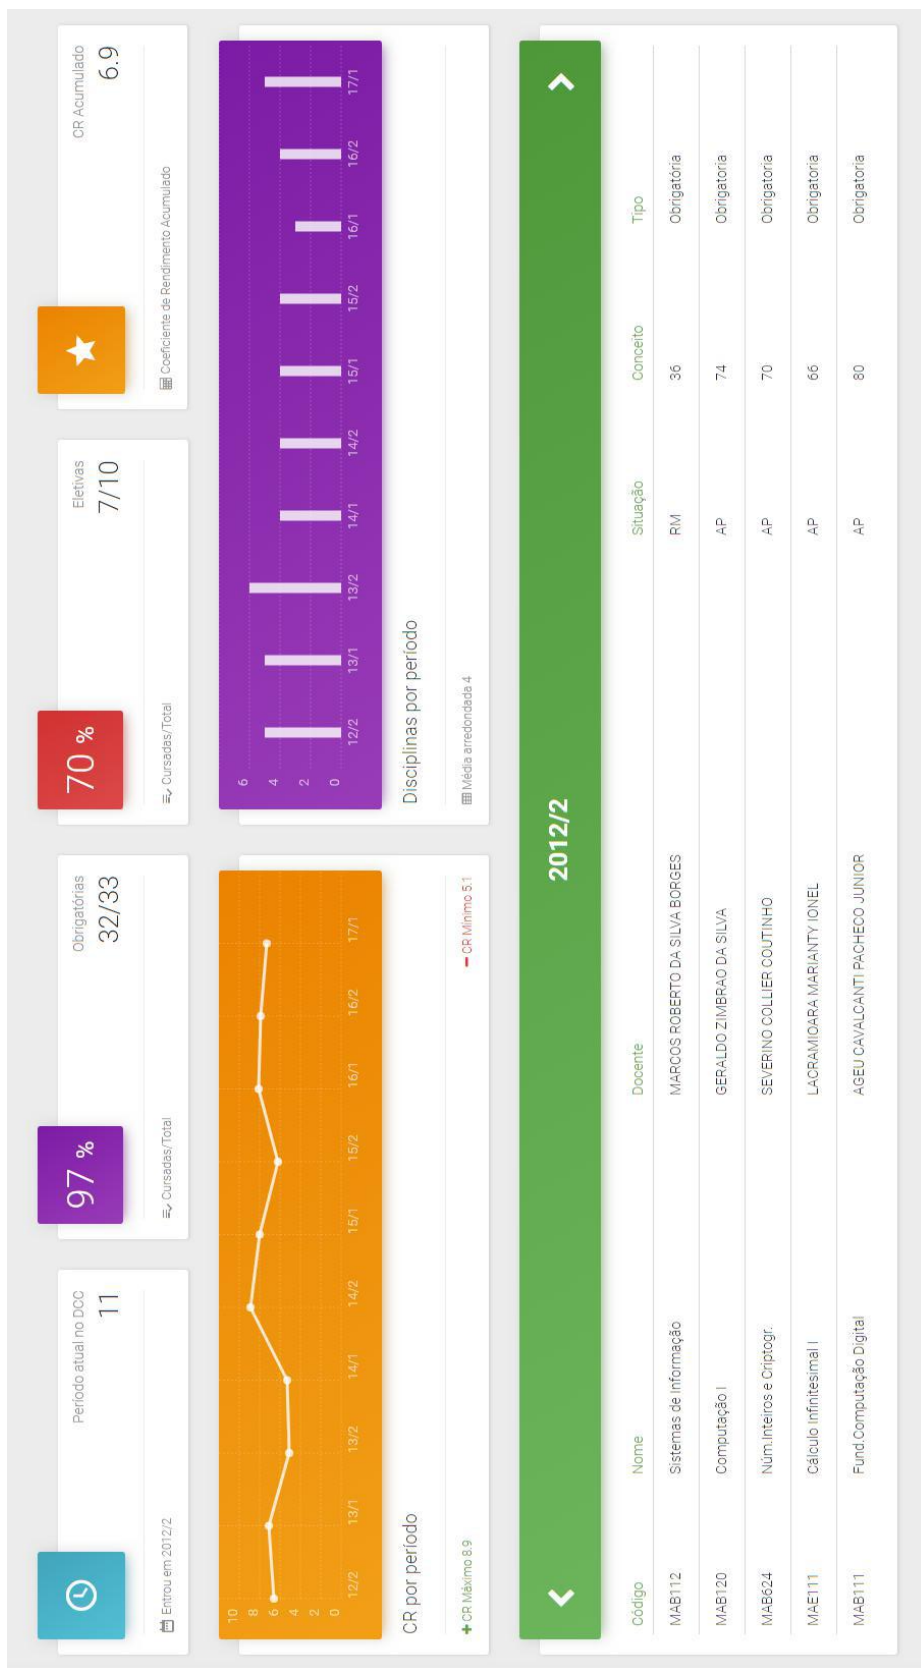 Período atual no DCC
11
Entrou em 2012/2
97 %
Obrigatórias
32/33
Cursadas/Total
70 %
Eletivas
7/10
Cursadas/Total
CR Acumulado
6.9
Coeficiente de Rendimento Acumulado
10
8
6
4
2
0
12/2 13/1 13/2 14/1 14/2 15/1 15/2 16/1 16/2 17/1
CR por período
CR Máximo 8.9
CR Mínimo 5.1
6
4
2
0
12/2 13/1 13/2 14/1 14/2 15/1 15/2 16/1 16/2 17/1
Disciplinas por período
Média arredondada 4
2012/2
Código Nome Docente Situação Conceito Tipo
MAB112 Sistemas de Informação MARCOS ROBERTO DA SILVA BORGES RM 36 Obrigatória
MAB120 Computação I GERALDO ZIMBRAO DA SILVA AP 74 Obrigatoria
MAB624 Núm.Inteiros e Criptogr. SEVERINO COLLIER COUTINHO AP 70 Obrigatoria
MAE111 Cálculo Infinitesimal I LACRAMIOARA MARIANTY IONEL AP 66 Obrigatoria
MAB111 Fund.Computação Digital AGEU CAVALCANTI PACHECO JUNIOR AP 80 Obrigatoria